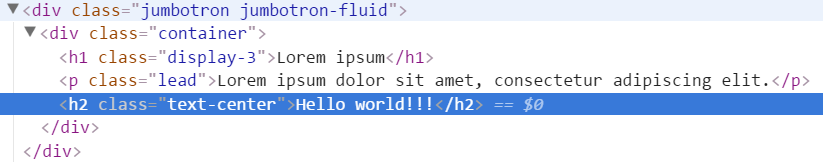 <div class="jumbotron jumbotron-fluid">
<div class="container">
<h1 class="display-3">Lorem ipsum</h1>
<p class="lead">Lorem ipsum dolor sit amet, consectetur adipiscing elit.</p>
<h2 class="text-center">Hello world!!!</h2> == $0
</div>
</div>